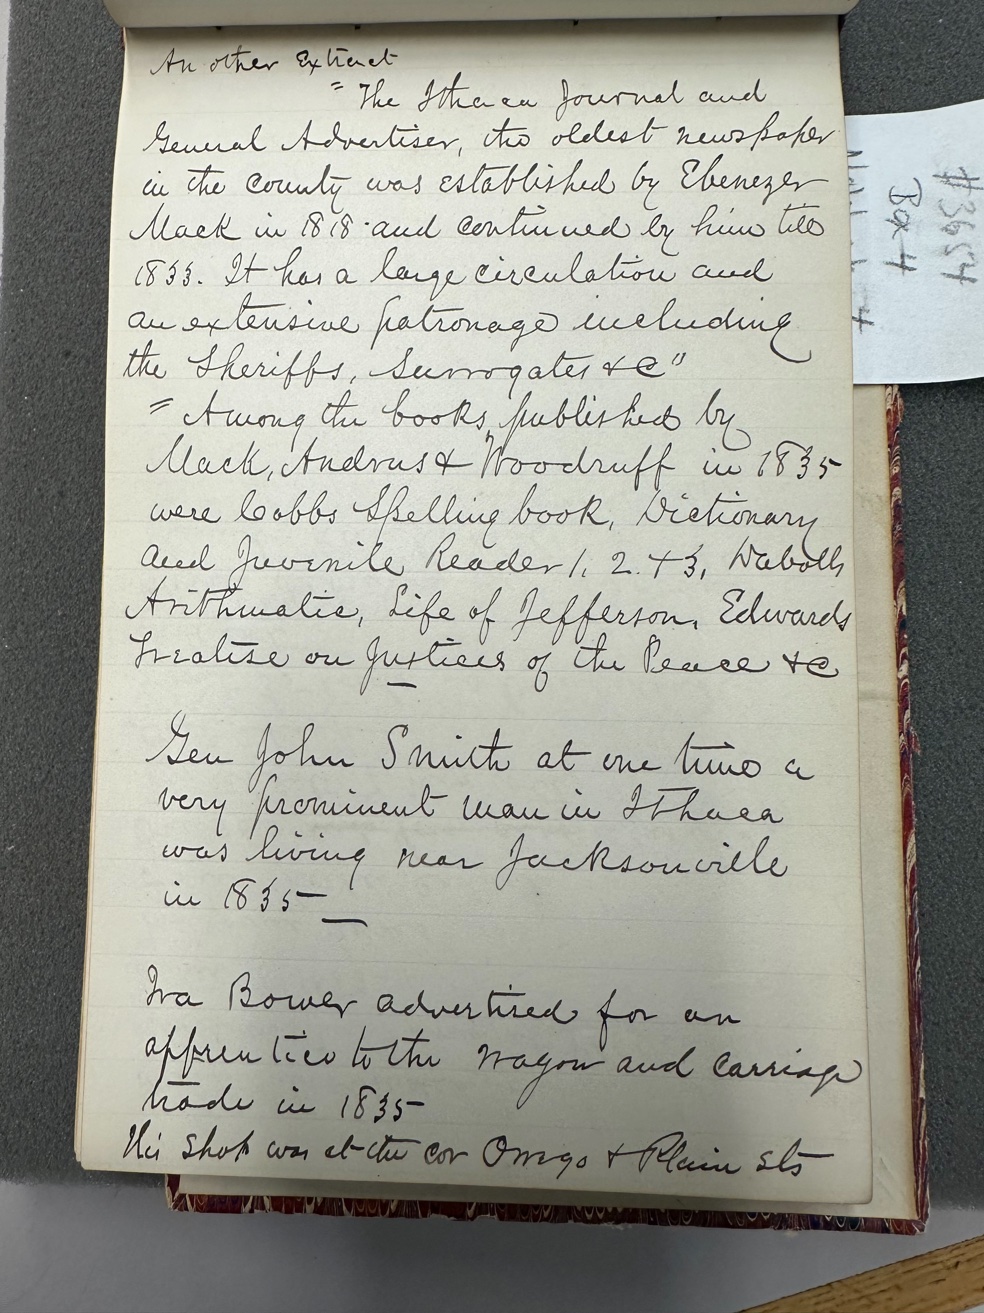 An other Extract
"The Ithaca Journal and
General Advertiser, the oldest newspaper
in the county was established by Ebenezer
Mack in 1818 and continued by him till
1833. It has a large circulation and
an extensive patronage including
the Sheriffs, Surrogates & C"
"Among the books published by
Mack, Andrus & Woodruff in 1835
were Cobbs Spelling book, Dictionary
and Juvenile Reader 1, 2. + 3, Dabolls
Arithmatic, Life of Jefferson, Edwards
Treatise on Justices of the Peace & C
Gen John Smith at one time a
very prominent man in Ithaca
was living near Jacksonville
in 1835—
Ira Bower advertised for an
apprentice to the wagon and carriage
trade in 1835
His shop was at the cor Owego & Plain sts
#3654
Box 4